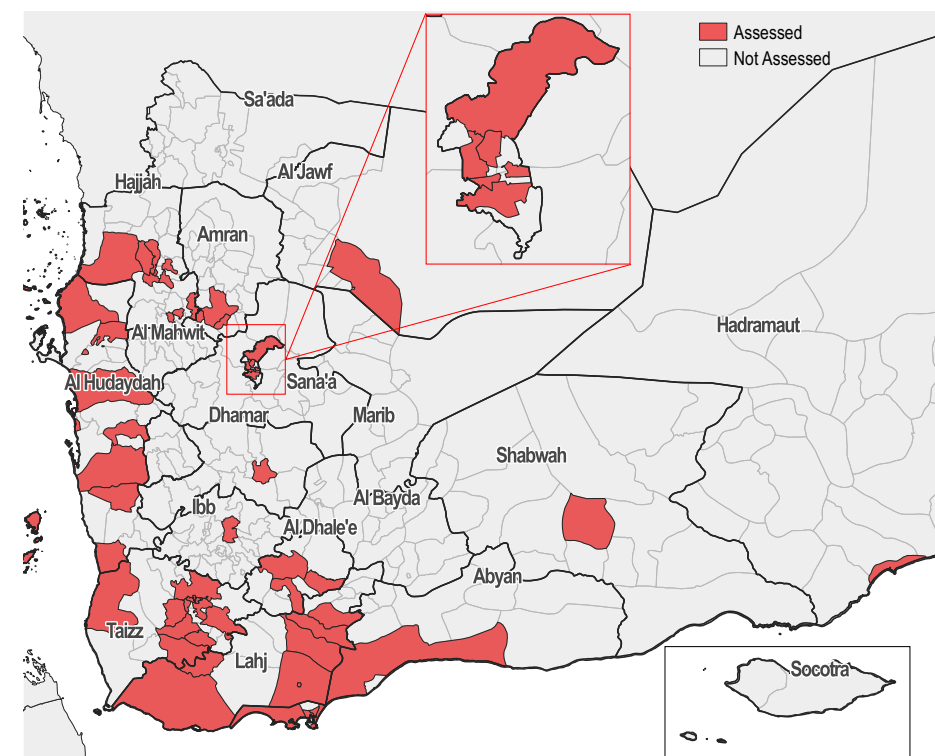 Assessed
Not Assessed
Sa'ada
Al Jawf
Hajjah
Amran
Hadramaut
Al Mahwit
Al Hudaydah
Sana'a
Dhamar
Marib
Shabwah
Al Bayda
Ibb
Al Dhale'e
Abyan
Taizz
Lahj
Socotra